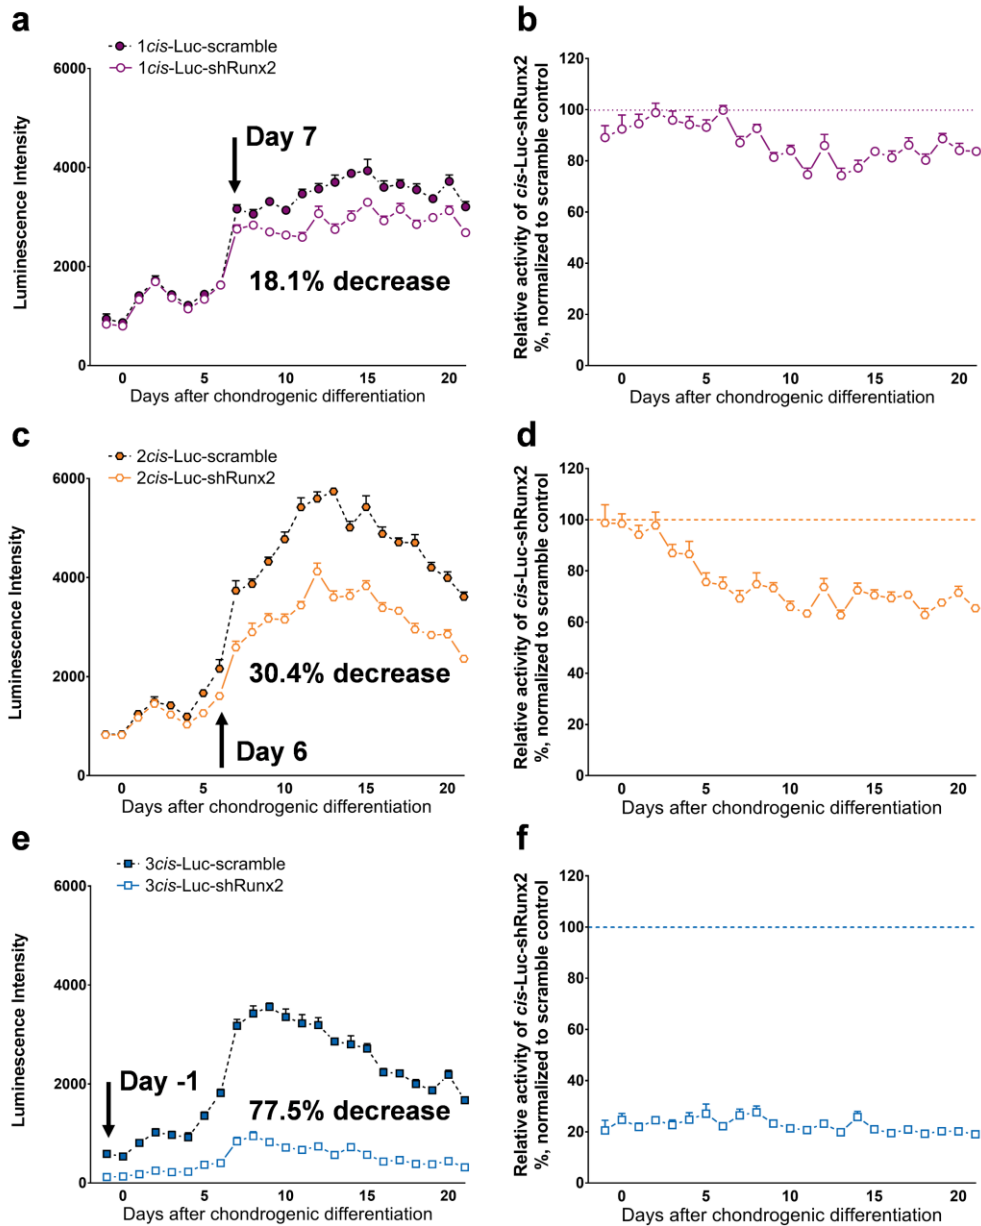 a
1cis-Luc-scramble
1cis-Luc-shRunx2
6000
4000
2000
0
Luminescence Intensity
Day 7
18.1% decrease
0 5 10 15 20
Days after chondrogenic differentiation
b
120
100
80
60
40
20
0
Relative activity of cis-Luc-shRunx2
%, normalized to scramble control
0 5 10 15 20
Days after chondrogenic differentiation
c
2cis-Luc-scramble
2cis-Luc-shRunx2
6000
4000
2000
0
Luminescence Intensity
30.4% decrease
Day 6
0 5 10 15 20
Days after chondrogenic differentiation
d
120
100
80
60
40
20
0
Relative activity of cis-Luc-shRunx2
%, normalized to scramble control
0 5 10 15 20
Days after chondrogenic differentiation
e
3cis-Luc-scramble
3cis-Luc-shRunx2
6000
4000
2000
0
Luminescence Intensity
Day -1
77.5% decrease
0 5 10 15 20
Days after chondrogenic differentiation
f
120
100
80
60
40
20
0
Relative activity of cis-Luc-shRunx2
%, normalized to scramble control
0 5 10 15 20
Days after chondrogenic differentiation